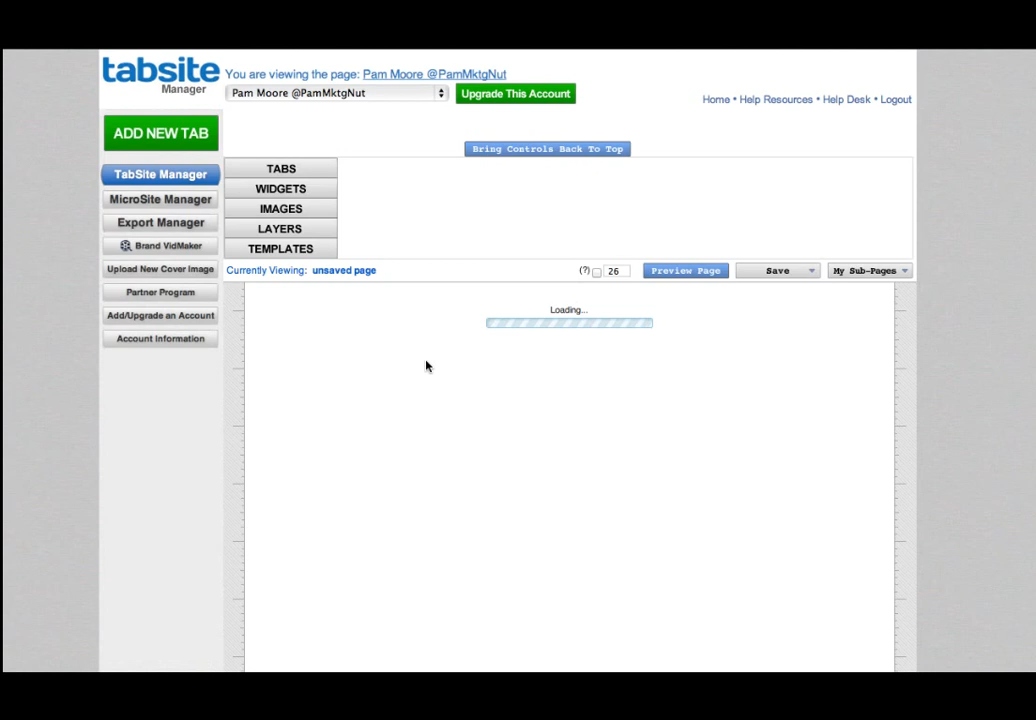 tabsite
Manager
You are viewing the page: Pam Moore @PamMktgNut
Pam Moore @PamMktgNut
Upgrade This Account
Home • Help Resources • Help Desk • Logout
ADD NEW TAB
Bring Controls Back To Top
TabSite Manager
MicroSite Manager
Export Manager
Brand VidMaker
Upload New Cover Image
Partner Program
Add/Upgrade an Account
Account Information
TABS
WIDGETS
IMAGES
LAYERS
TEMPLATES
Currently Viewing: unsaved page
(?)
26
Preview Page
Save
My Sub-Pages
Loading...